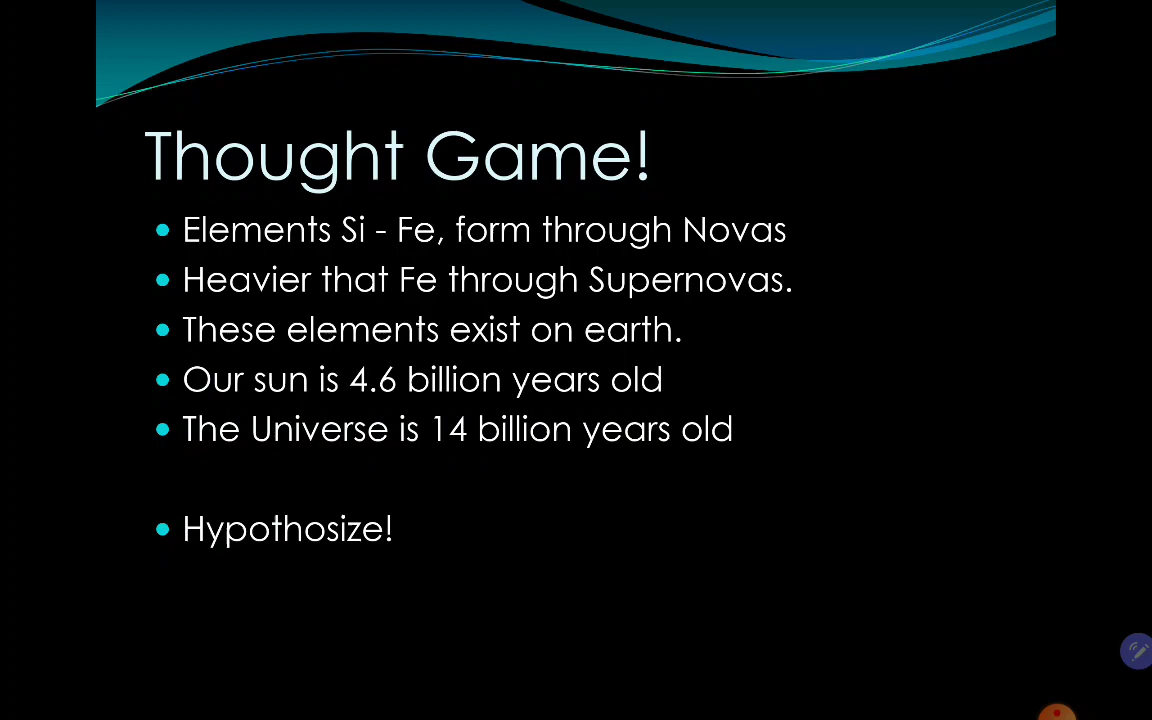 Thought Game!
Elements Si - Fe, form through Novas
Heavier that Fe through Supernovas.
These elements exist on earth.
Our sun is 4.6 billion years old
The Universe is 14 billion years old
Hypothosize!